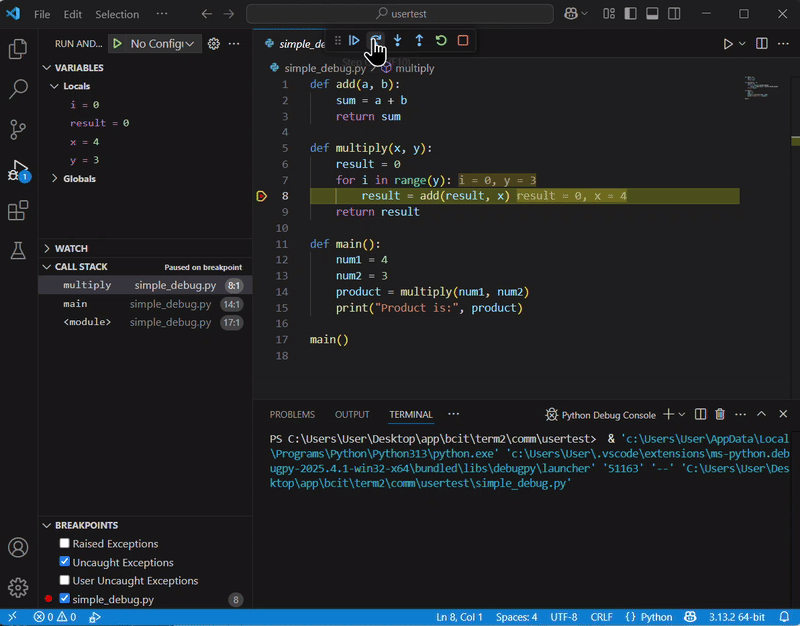 File Edit Selection ··· usertest
RUN AND... No Configu
VARIABLES
Locals
i = 0
result = 0
x = 4
y = 3
Globals
WATCH
CALL STACK Paused on breakpoint
multiply simple_debug.py 8:1
main simple_debug.py 14:1
<module> simple_debug.py 17:1
BREAKPOINTS
Raised Exceptions
Uncaught Exceptions
User Uncaught Exceptions
simple_debug.py 8
1
simple_de
simple_debug.py > multiply
1 def add(a, b):
2 sum = a + b
3 return sum
4
5 def multiply(x, y):
6 result = 0
7 for i in range(y): i = 0, y = 3
8 result = add(result, x) result = 0, x = 4
9 return result
10
11 def main():
12 num1 = 4
13 num2 = 3
14 product = multiply(num1, num2)
15 print("Product is:", product)
16
17 main()
18
PROBLEMS OUTPUT TERMINAL ··· Python Debug Console
PS C:\Users\User\Desktop\app\bcit\term2\comm\usertest> & 'c:\Users\User\AppData\Local
\Programs\Python\Python313\python.exe' 'c:\Users\User\.vscode\extensions\ms-python.deb
ugpy-2025.4.1-win32-x64\bundled\libs\debugpy\launcher' '51163' '--' 'C:\Users\User\Des
ktop\app\bcit\term2\comm\usertest\simple_debug.py'
0 0 Ln 8, Col 1 Spaces: 4 UTF-8 CRLF {} Python 3.13.2 64-bit